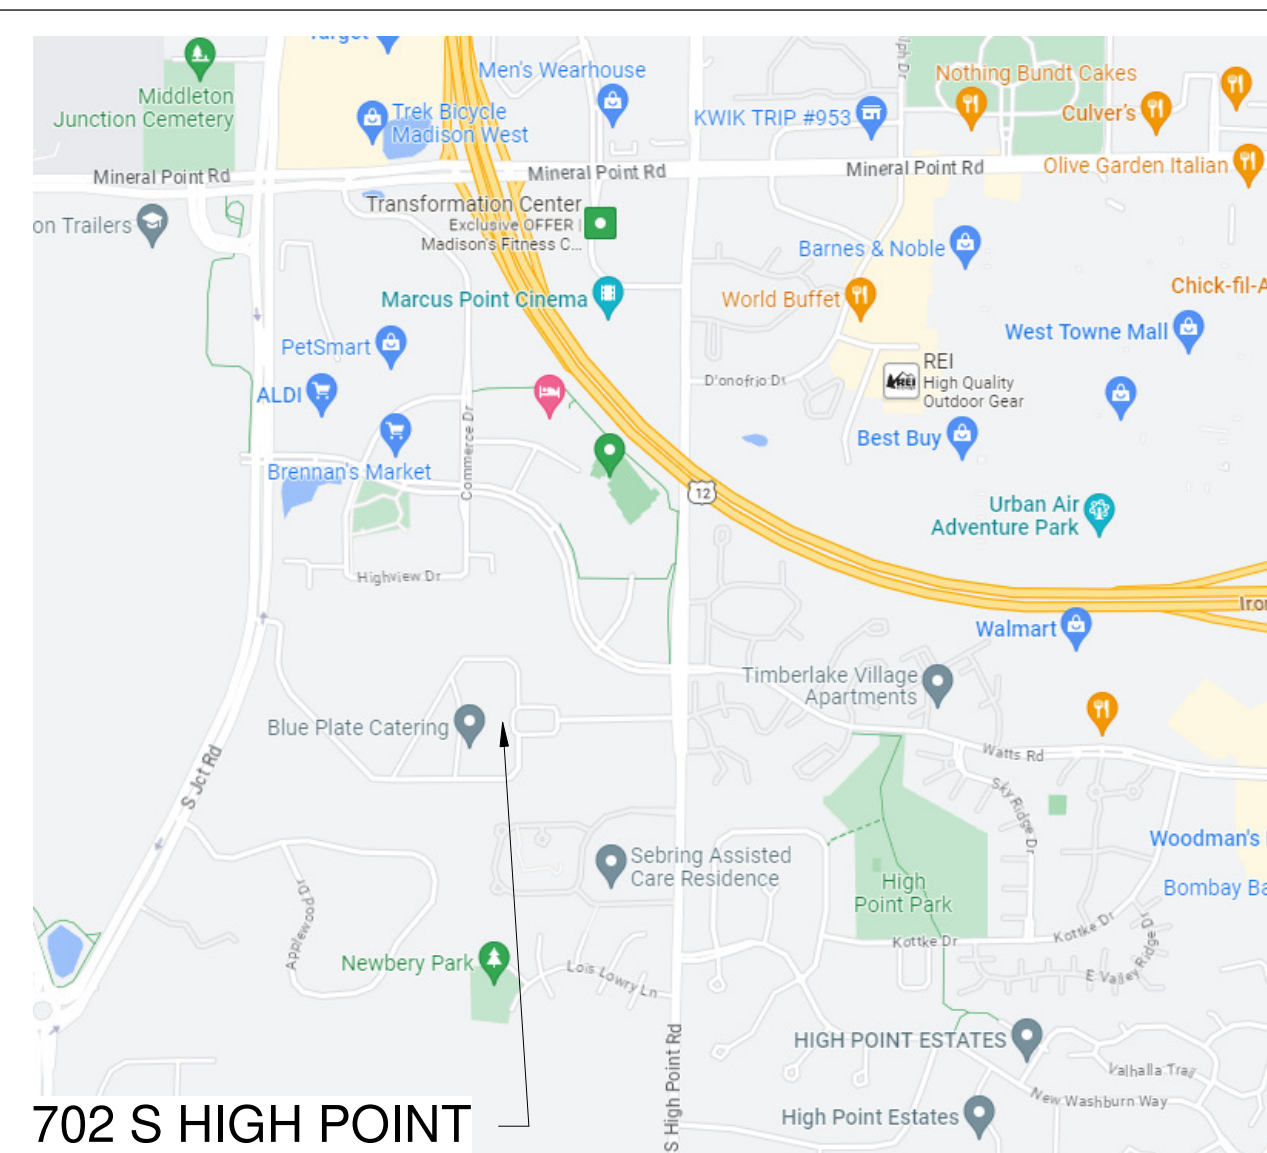 Men's Wearhouse
Nothing Bundt Cakes
Middleton
Junction Cemetery
Trek Bicycle
Madison West
KWIK TRIP #953
Culver's
Mineral Point Rd
Mineral Point Rd
Mineral Point Rd
Olive Garden Italian
Transformation Center
Exclusive OFFER |
Madison's Fitness C...
on Trailers
Barnes & Noble
Marcus Point Cinema
World Buffet
Chick-fil-A
West Towne Mall
PetSmart
REI
REI
High Quality
Outdoor Gear
D'onofrio Dr
ALDI
Commerce Dr
Best Buy
Brennan's Market
12
Urban Air
Adventure Park
Highview Dr
Iron
Walmart
Timberlake Village
Apartments
Blue Plate Catering
Watts Rd
S Jct Rd
Sky Ridge Dr
Woodman's
Sebring Assisted
Care Residence
High
Point Park
Bombay Ba
Applewood Dr
Kottke Dr
Kottke Dr
E Valley Ridge Dr
Newbery Park
Lois Lowry Ln
S High Point Rd
HIGH POINT ESTATES
Valhalla Trail
New Washburn Way
High Point Estates
702 S HIGH POINT